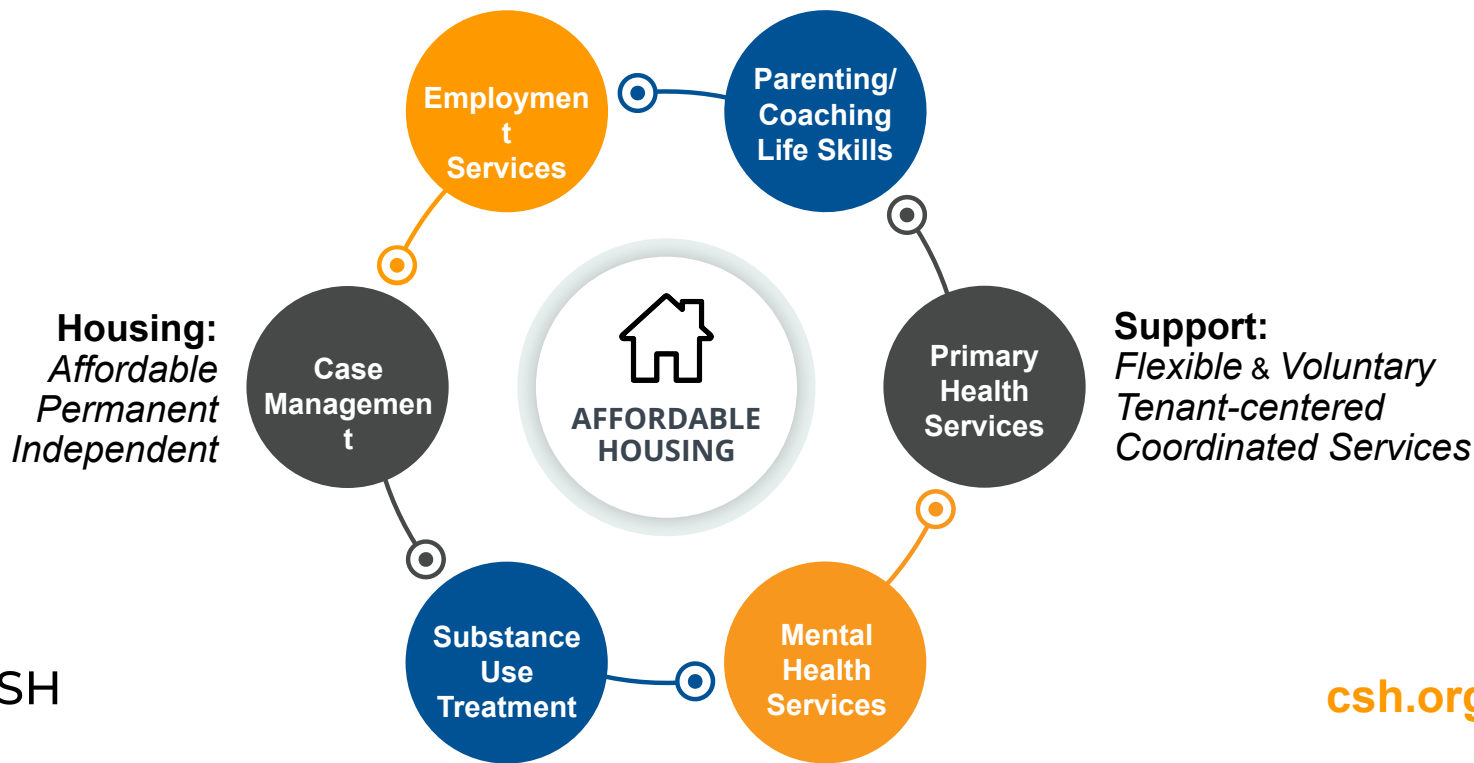 Employmen
t
Services
Parenting/
Coaching
Life Skills
Housing:
Affordable
Permanent
Independent
Case
Managemen
t
AFFORDABLE
HOUSING
Primary
Health
Services
Support:
Flexible & Voluntary
Tenant-centered
Coordinated Services
Substance
Use
Treatment
Mental
Health
Services
SH
csh.org